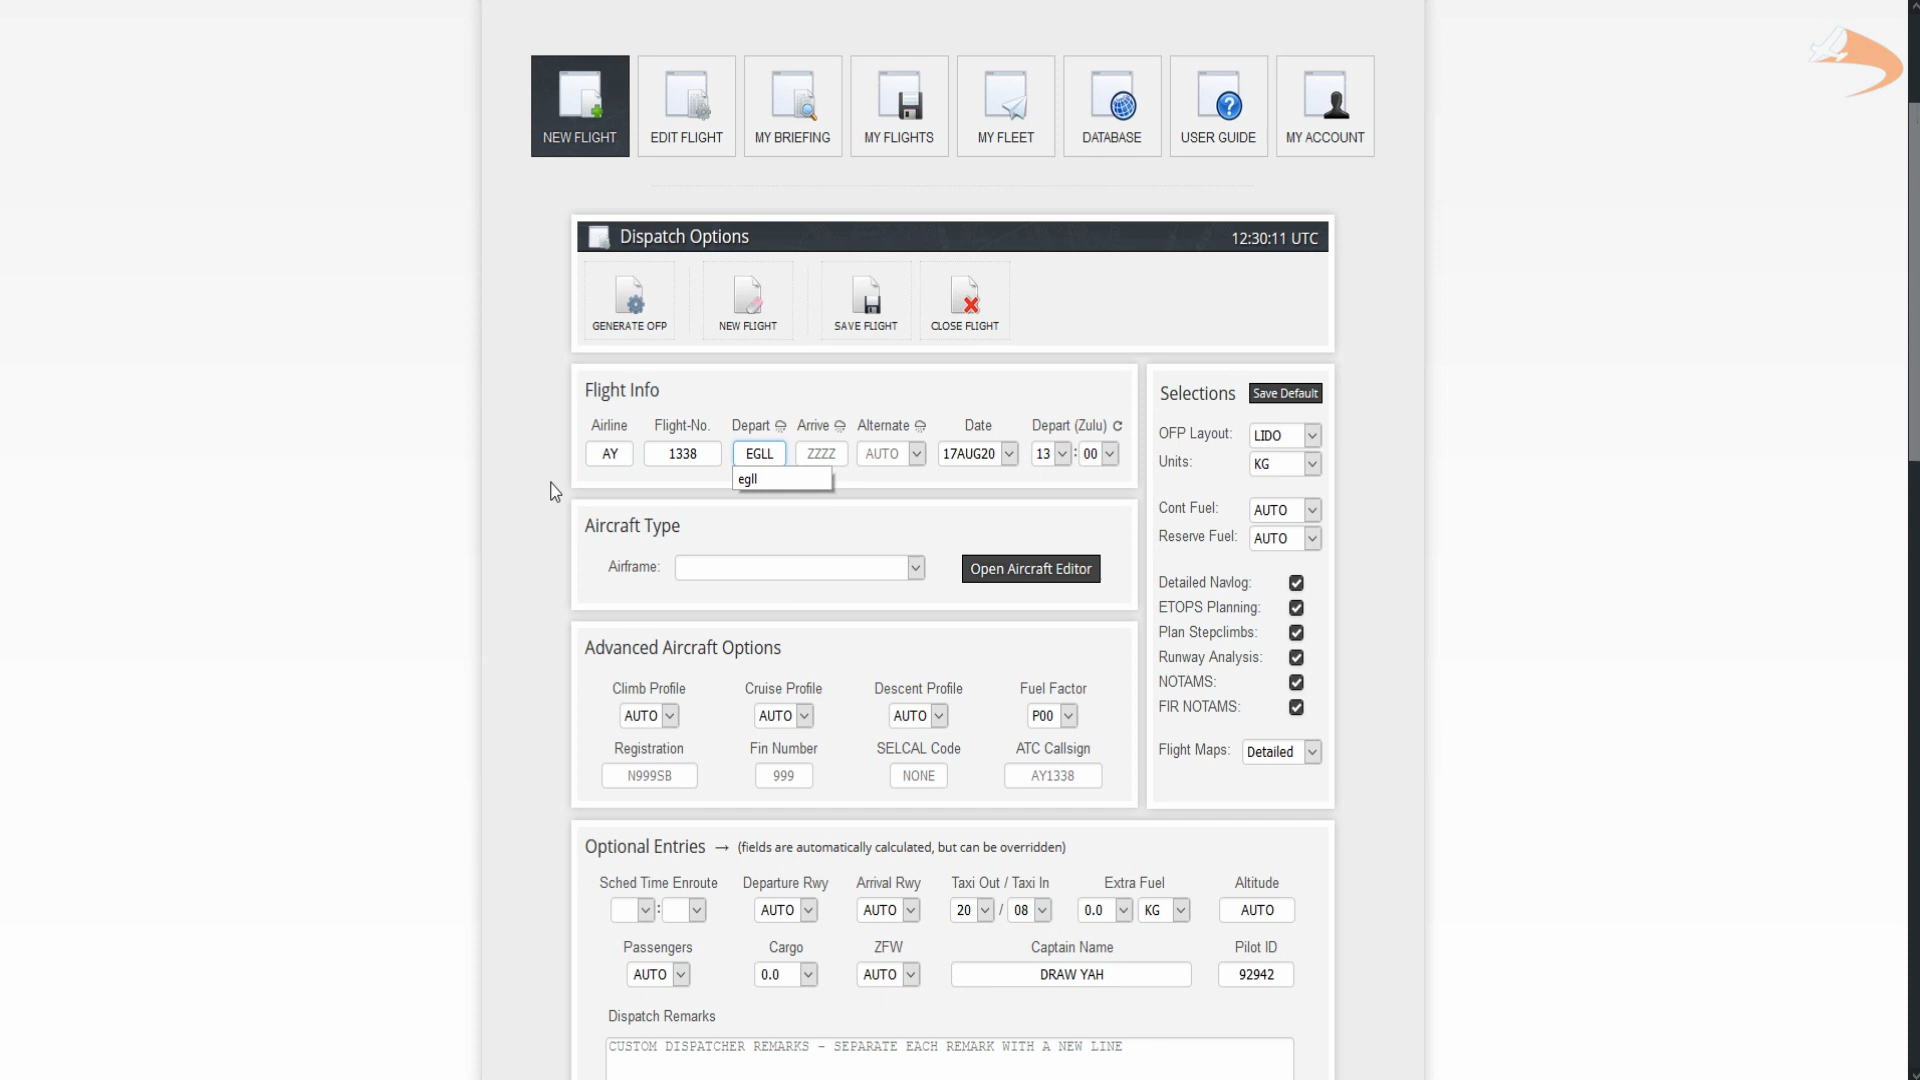 NEW FLIGHT
EDIT FLIGHT
MY BRIEFING
MY FLIGHTS
MY FLEET
DATABASE
USER GUIDE
MY ACCOUNT
Dispatch Options
12:30:11 UTC
GENERATE OFP
NEW FLIGHT
SAVE FLIGHT
CLOSE FLIGHT
Flight Info
Airline Flight-No. Depart Arrive Alternate Date Depart (Zulu)
AY 1338 EGLL ZZZZ AUTO 17AUG20 13 : 00
egll
Aircraft Type
Airframe:
Open Aircraft Editor
Advanced Aircraft Options
Climb Profile Cruise Profile Descent Profile Fuel Factor
AUTO AUTO AUTO P00
Registration Fin Number SELCAL Code ATC Callsign
N999SB 999 NONE AY1338
Selections Save Default
OFP Layout: LIDO
Units: KG
Cont Fuel: AUTO
Reserve Fuel: AUTO
Detailed Navlog:
ETOPS Planning:
Plan Stepclimbs:
Runway Analysis:
NOTAMS:
FIR NOTAMS:
Flight Maps: Detailed
Optional Entries → (fields are automatically calculated, but can be overridden)
Sched Time Enroute Departure Rwy Arrival Rwy Taxi Out / Taxi In Extra Fuel Altitude
: AUTO AUTO 20 / 08 0.0 KG AUTO
Passengers Cargo ZFW Captain Name Pilot ID
AUTO 0.0 AUTO DRAW YAH 92942
Dispatch Remarks
CUSTOM DISPATCHER REMARKS - SEPARATE EACH REMARK WITH A NEW LINE